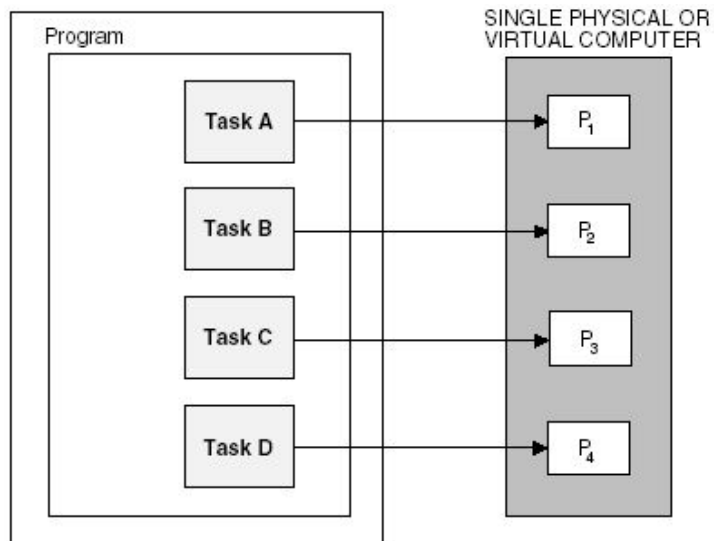 SINGLE PHYSICAL OR
VIRTUAL COMPUTER
Program
Task A
P1
Task B
P2
Task C
P3
Task D
P4